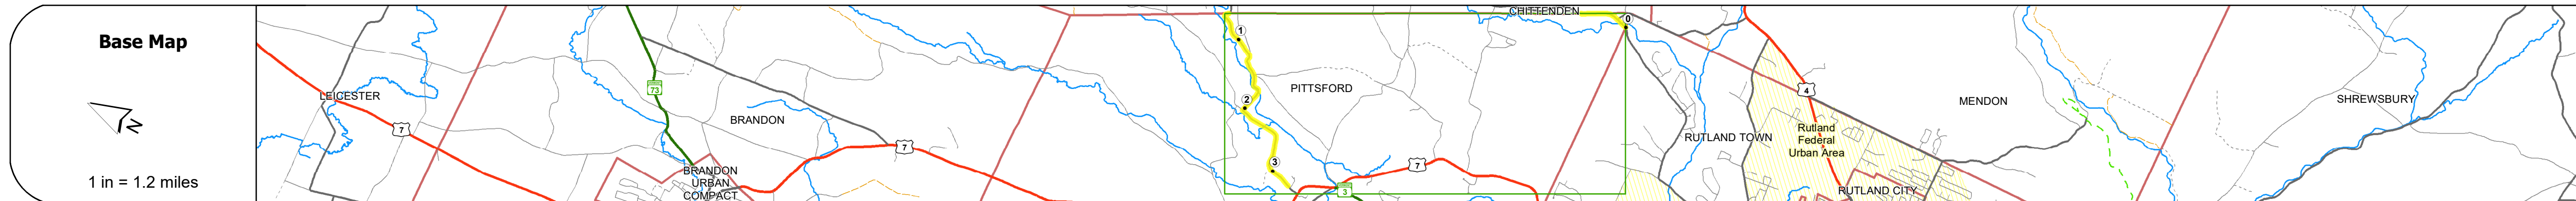 Base Map
N
1 in = 1.2 miles
LEICESTER
7
73
BRANDON
7
BRANDON
URBAN
COMPACT
CHITTENDEN
0
1
2
3
PITTSFORD
7
3
RUTLAND TOWN
4
Rutland
Federal
Urban Area
RUTLAND CITY
MENDON
SHREWSBURY